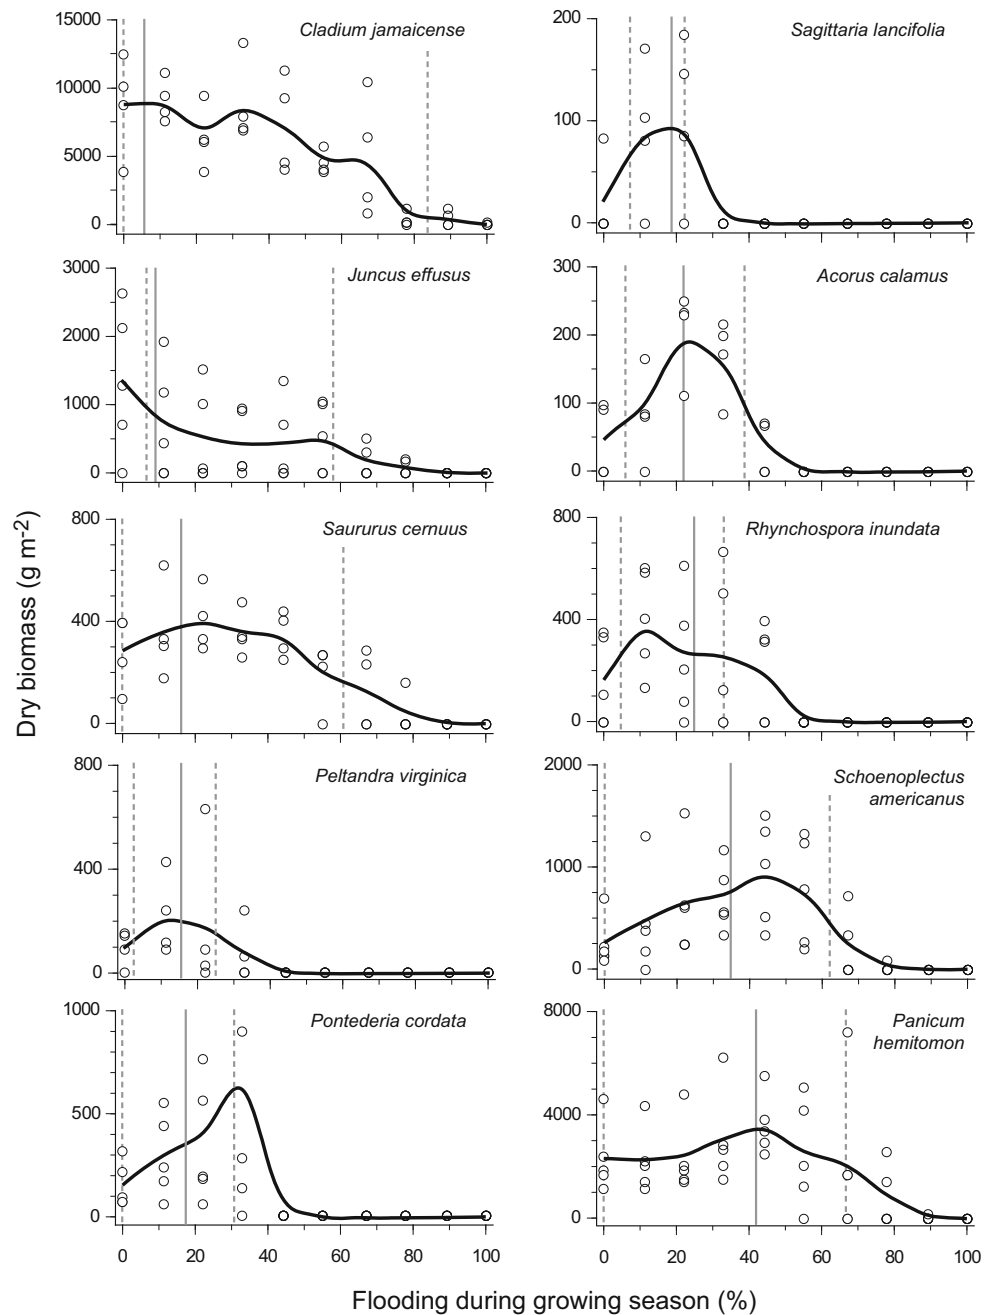 Cladium jamaicense
15000
10000
5000
0
Sagittaria lancifolia
200
100
0
Juncus effusus
3000
2000
1000
0
Acorus calamus
300
200
100
0
Saururus cernuus
800
400
0
Rhynchospora inundata
800
400
0
Peltandra virginica
800
400
0
Schoenoplectus
americanus
2000
1000
0
Pontederia cordata
1000
500
0
0 20 40 60 80 100
Panicum
hemitomon
8000
4000
0
0 20 40 60 80 100
Dry biomass (g m-2)
Flooding during growing season (%)